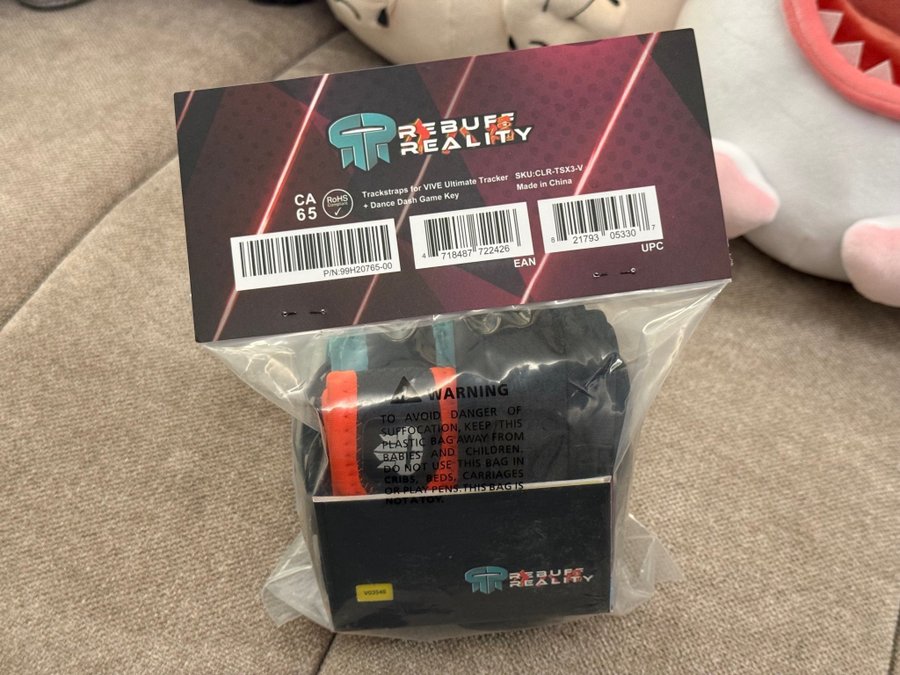 REBUFF
REALITY
CA
65
RoHS
Compliant
Trackstraps for VIVE Ultimate Tracker SKU:CLR-TSX3-V
+ Dance Dash Game Key Made in China
P/N:99H20765-00
4 718487 722426
EAN
8 21793 05330 7
UPC
WARNING
TO AVOID DANGER OF
SUFFOCATION, KEEP THIS
PLASTIC BAG AWAY FROM
BABIES AND CHILDREN.
DO NOT USE THIS BAG IN
CRIBS, BEDS, CARRIAGES
OR PLAY PENS. THIS BAG IS
NOT A TOY.
REBUFF
REALITY
V03548